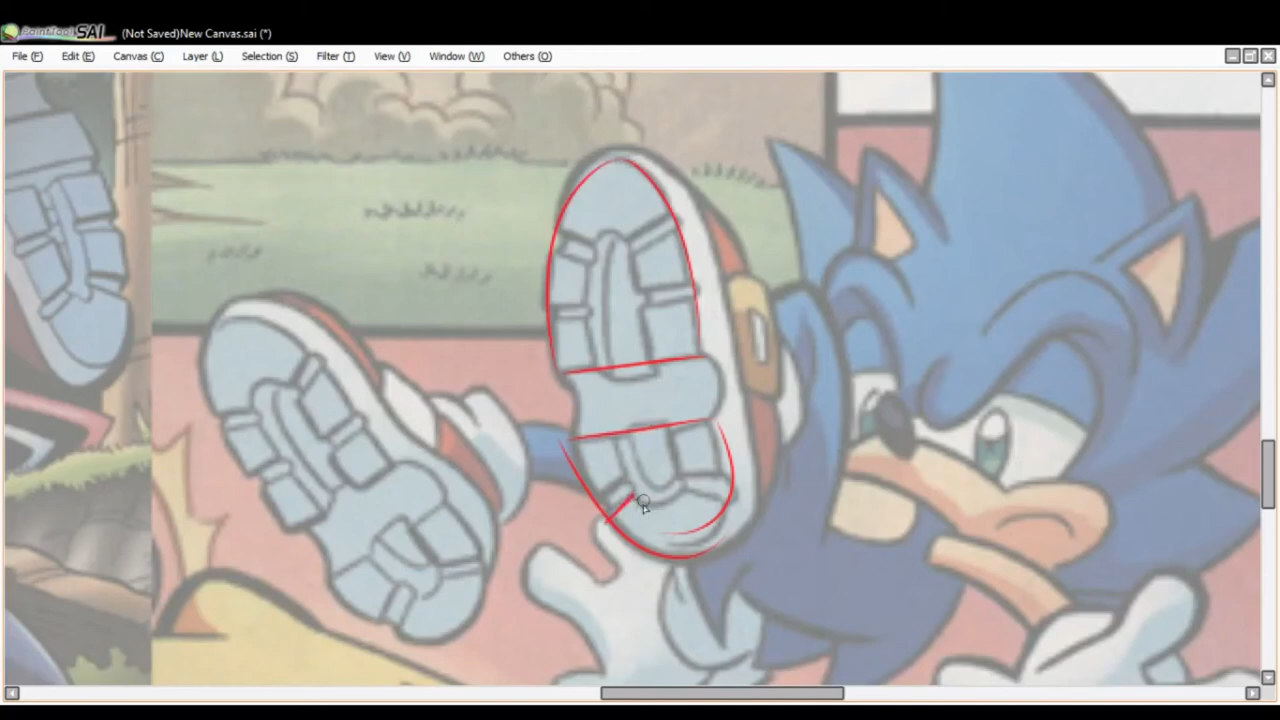 PaintTool SAI (Not Saved)New Canvas.sai (*)
File (F) Edit (E) Canvas (C) Layer (L) Selection (S) Filter (T) View (V) Window (W) Others (O)